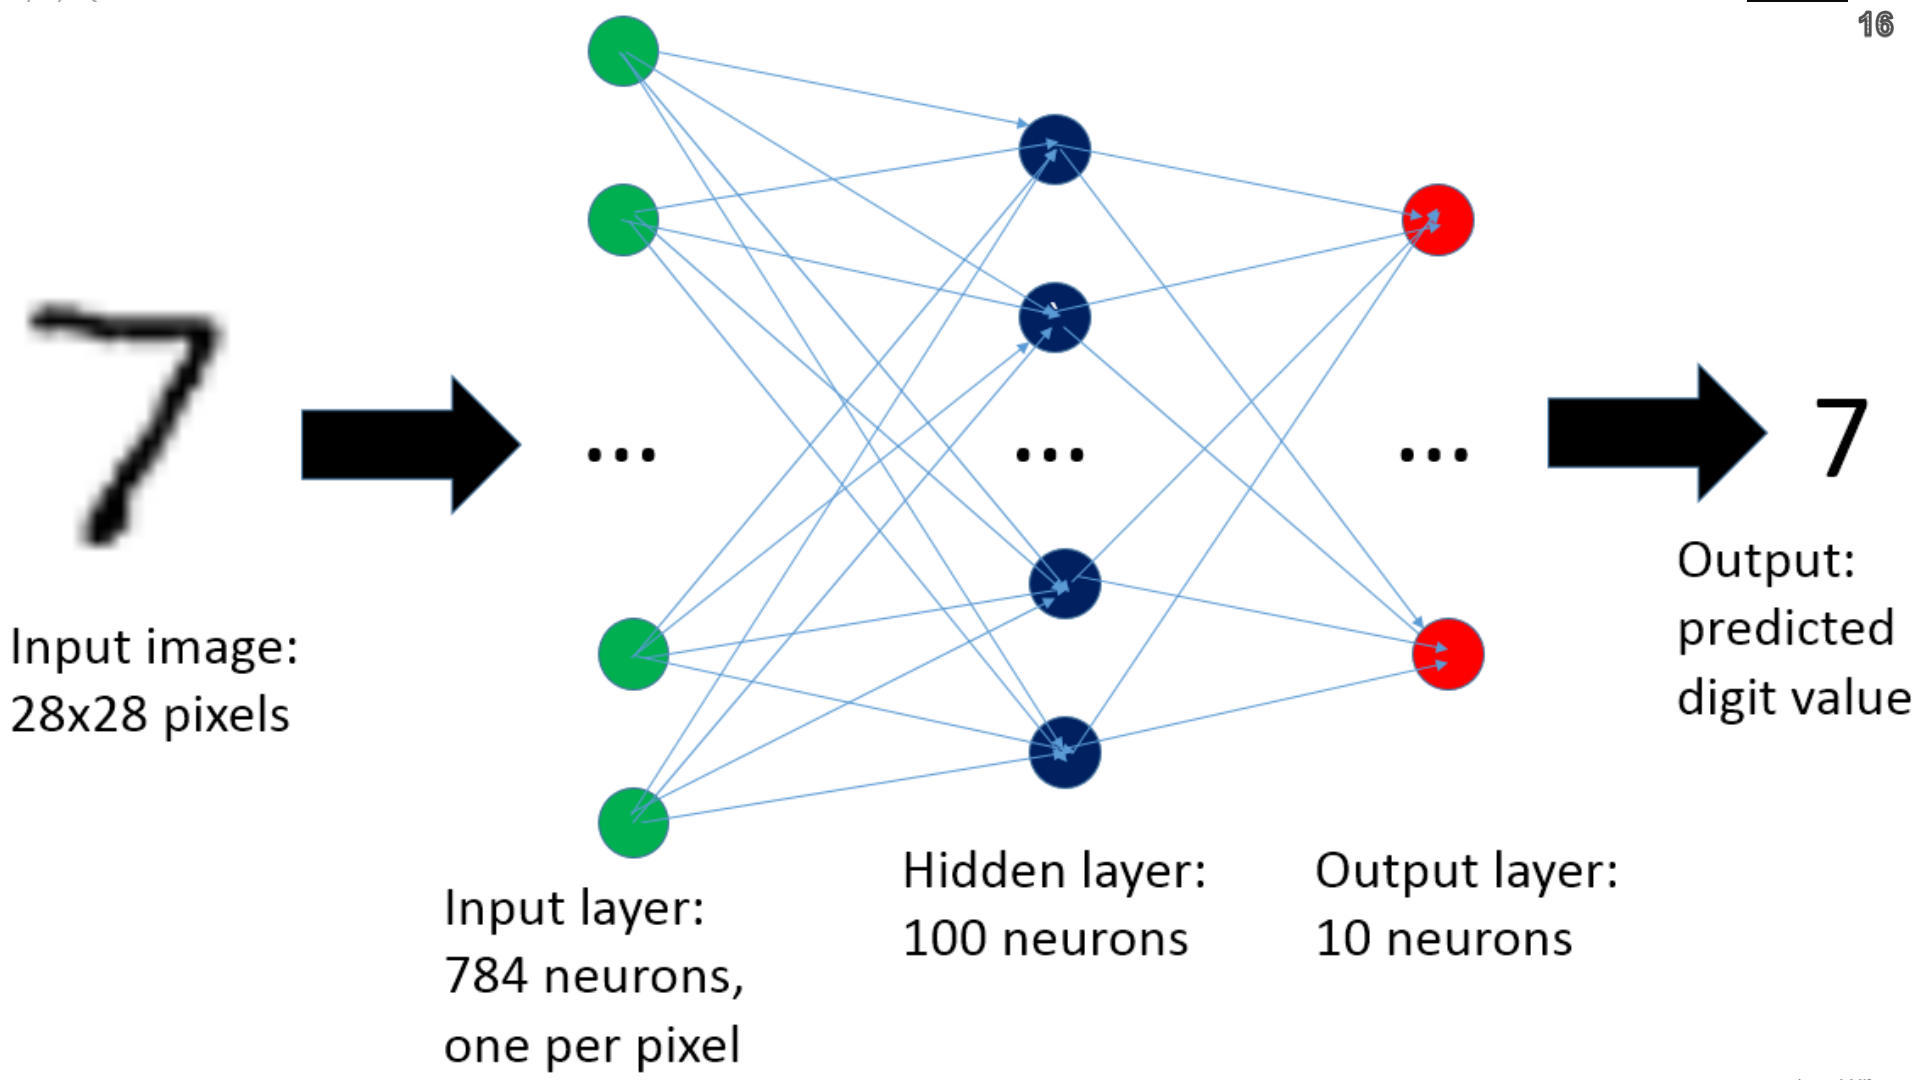 16
7
...
...
...
7
Output:
predicted
digit value
Input image:
28x28 pixels
Hidden layer:
100 neurons
Output layer:
10 neurons
Input layer:
784 neurons,
one per pixel